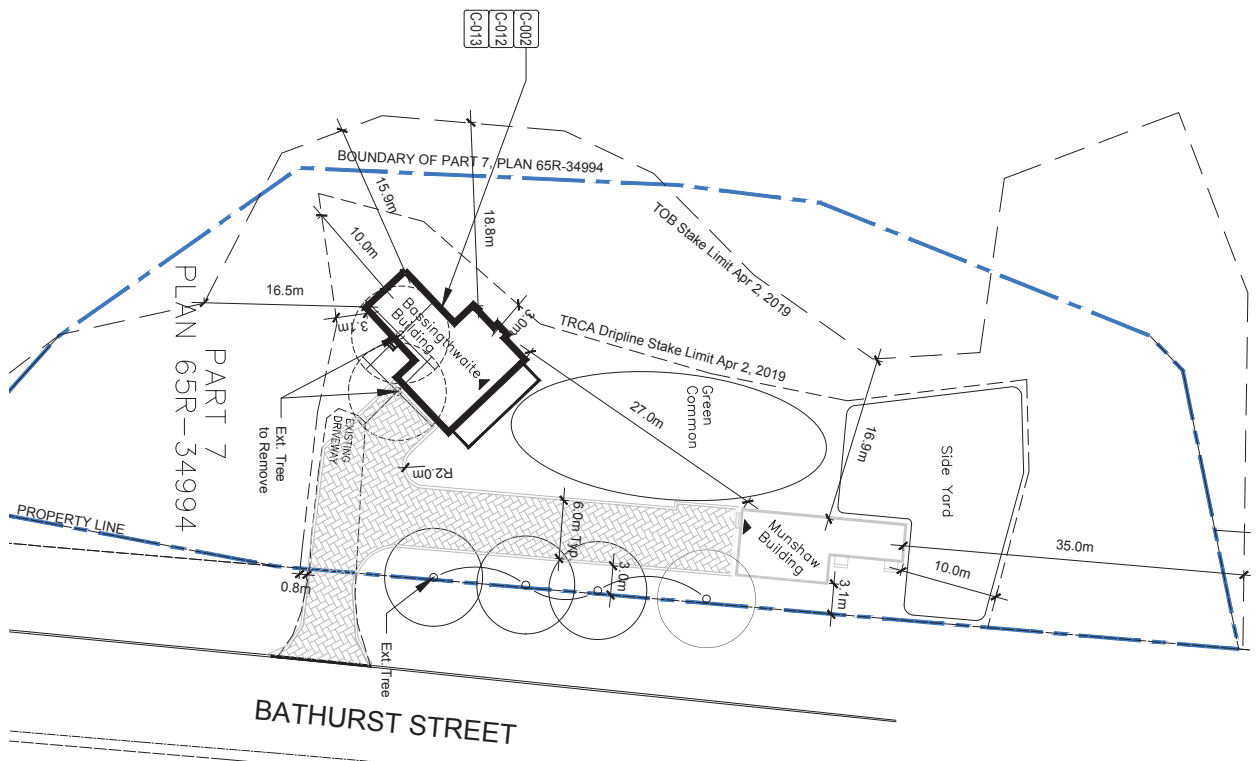 C-002
C-012
C-013
BOUNDARY OF PART 7, PLAN 65R-34994
15.9m
18.8m
10.0m
TOB Stake Limit Apr 2, 2019
16.5m
3.1m
Bassingthwaite
Building
3.0m
TRCA Dripline Stake Limit Apr 2, 2019
PART 7
PLAN 65R-34994
27.0m
Green
Common
16.9m
Side Yard
Ext. Tree
to Remove
EXISTING
DRIVEWAY
R2.0m
6.0m Typ
Munshaw
Building
PROPERTY LINE
35.0m
10.0m
3.0m
3.1m
0.8m
Ext. Tree
BATHURST STREET